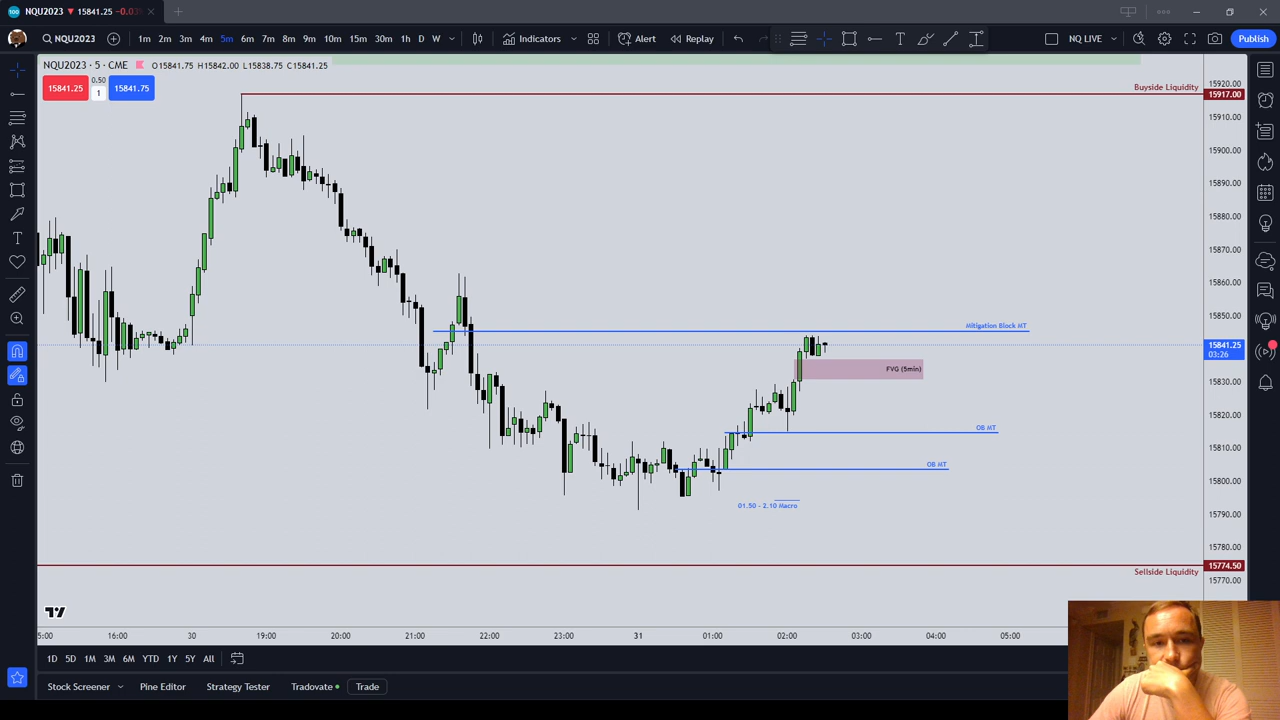 NQU2023 ▼ 15841.25 -0.03
NQU2023 1m 2m 3m 4m 5m 6m 7m 8m 9m 10m 15m 30m 1h D W Indicators Alert Replay NQ LIVE Publish
NQU2023 · 5 · CME O15841.75 H15842.00 L15838.75 C15841.25
15841.25
0.50
1
15841.75
Buyside Liquidity
15920.00
15917.00
15910.00
15900.00
15890.00
15880.00
15870.00
15860.00
15850.00
Mitigation Block MT
15841.25
03:26
FVG (5min)
15830.00
15820.00
OB MT
15810.00
OB MT
15800.00
01.50 - 2.10 Macro
15790.00
15780.00
15774.50
Sellside Liquidity
15770.00
5:00 16:00 30 19:00 20:00 21:00 22:00 23:00 31 01:00 02:00 03:00 04:00 05:00
1D 5D 1M 3M 6M YTD 1Y 5Y All
Stock Screener Pine Editor Strategy Tester Tradovate Trade